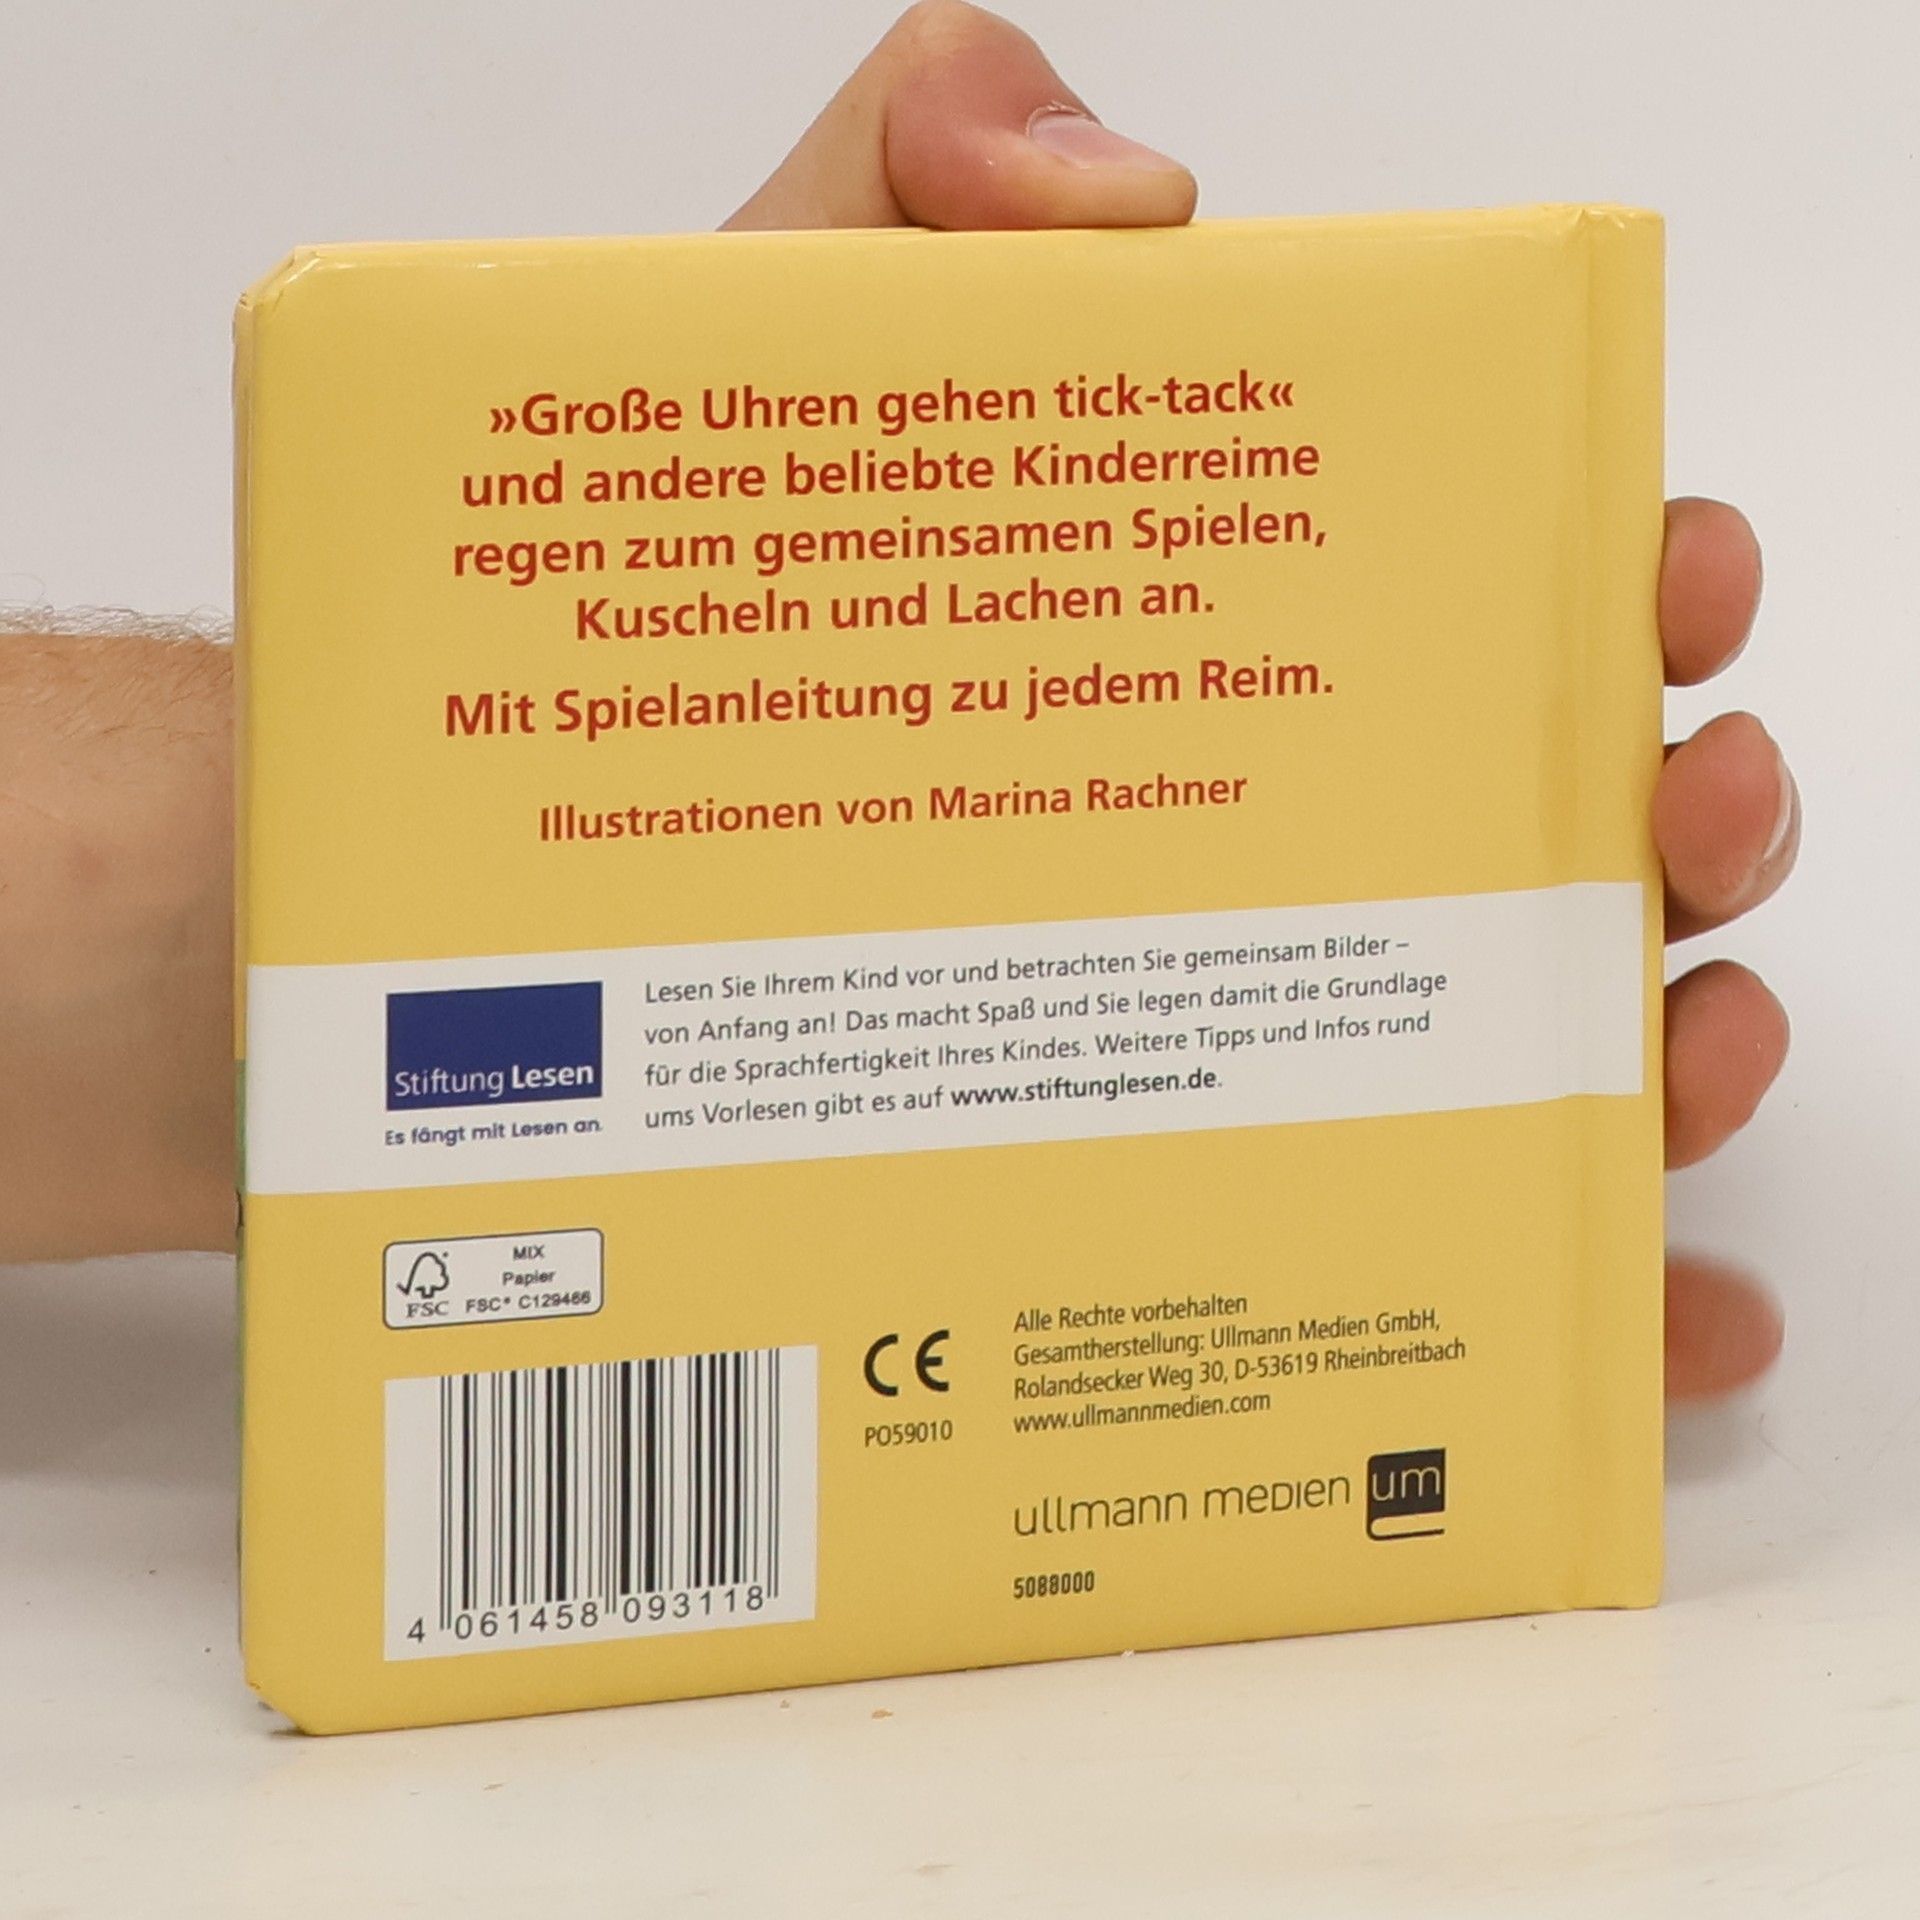 »Große Uhren gehen tick-tack«
und andere beliebte Kinderreime
regen zum gemeinsamen Spielen,
Kuscheln und Lachen an.
Mit Spielanleitung zu jedem Reim.
Illustrationen von Marina Rachner
Stiftung Lesen
Es fängt mit Lesen an.
Lesen Sie Ihrem Kind vor und betrachten Sie gemeinsam Bilder –
von Anfang an! Das macht Spaß und Sie legen damit die Grundlage
für die Sprachfertigkeit Ihres Kindes. Weitere Tipps und Infos rund
ums Vorlesen gibt es auf www.stiftunglesen.de.
FSC
MIX
Papier
FSC® C129466
4 061458 093118
CE
PO59010
Alle Rechte vorbehalten
Gesamtherstellung: Ullmann Medien GmbH,
Rolandsecker Weg 30, D-53619 Rheinbreitbach
www.ullmannmedien.com
ullmann medien um
5088000